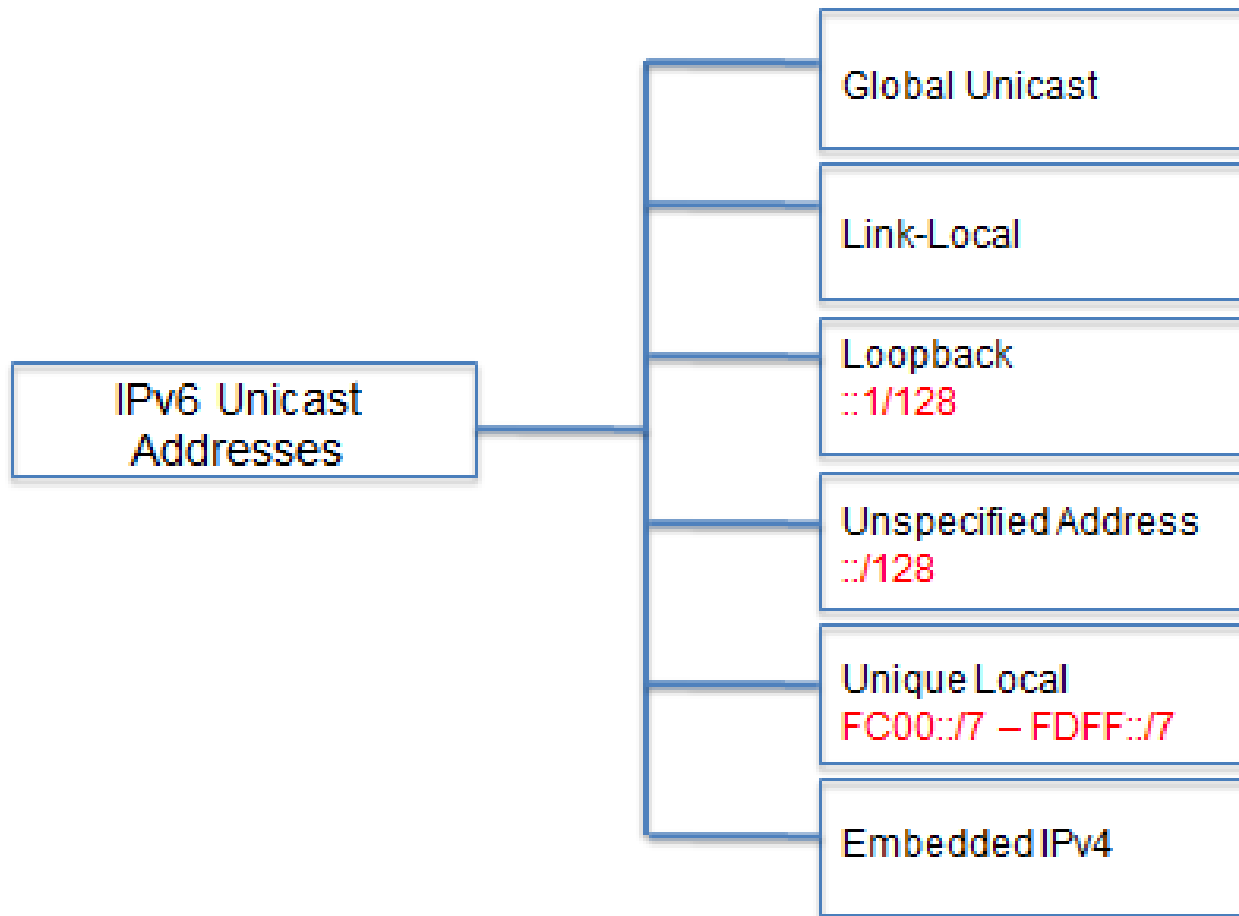 Global Unicast
Link-Local
Loopback
::1/128
IPv6 Unicast
Addresses
Unspecified Address
::/128
Unique Local
FC00::/7 – FDFF::/7
Embedded IPv4